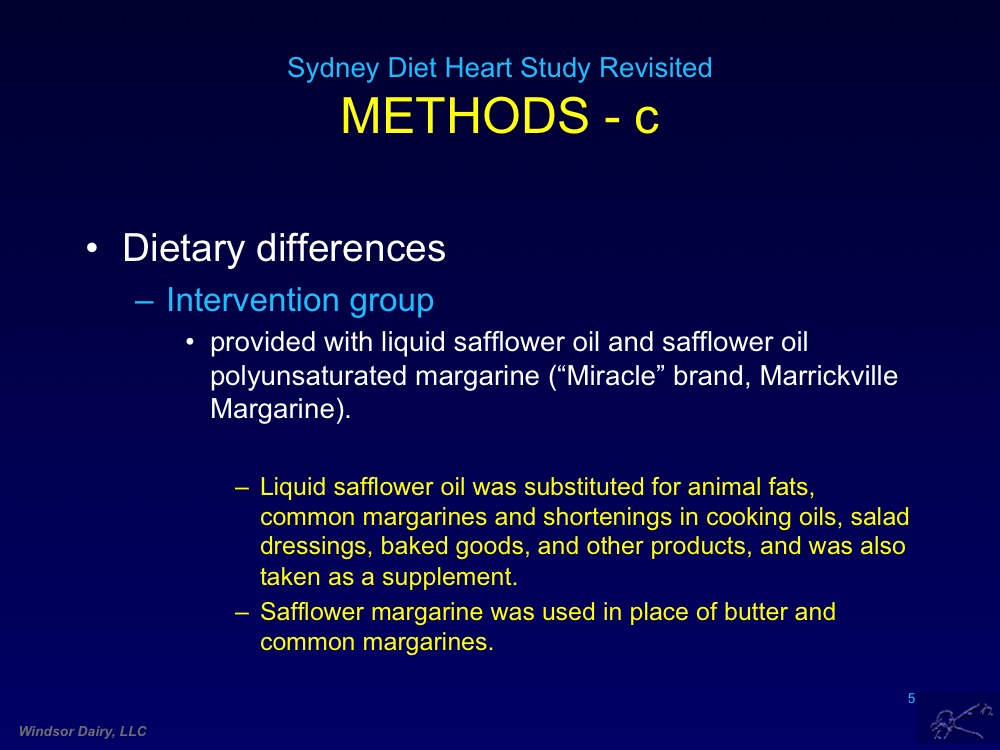 Sydney Diet Heart Study Revisited
METHODS - c
• Dietary differences
– Intervention group
• provided with liquid safflower oil and safflower oil
polyunsaturated margarine (“Miracle” brand, Marrickville
Margarine).
– Liquid safflower oil was substituted for animal fats,
common margarines and shortenings in cooking oils, salad
dressings, baked goods, and other products, and was also
taken as a supplement.
– Safflower margarine was used in place of butter and
common margarines.
5
Windsor Dairy, LLC